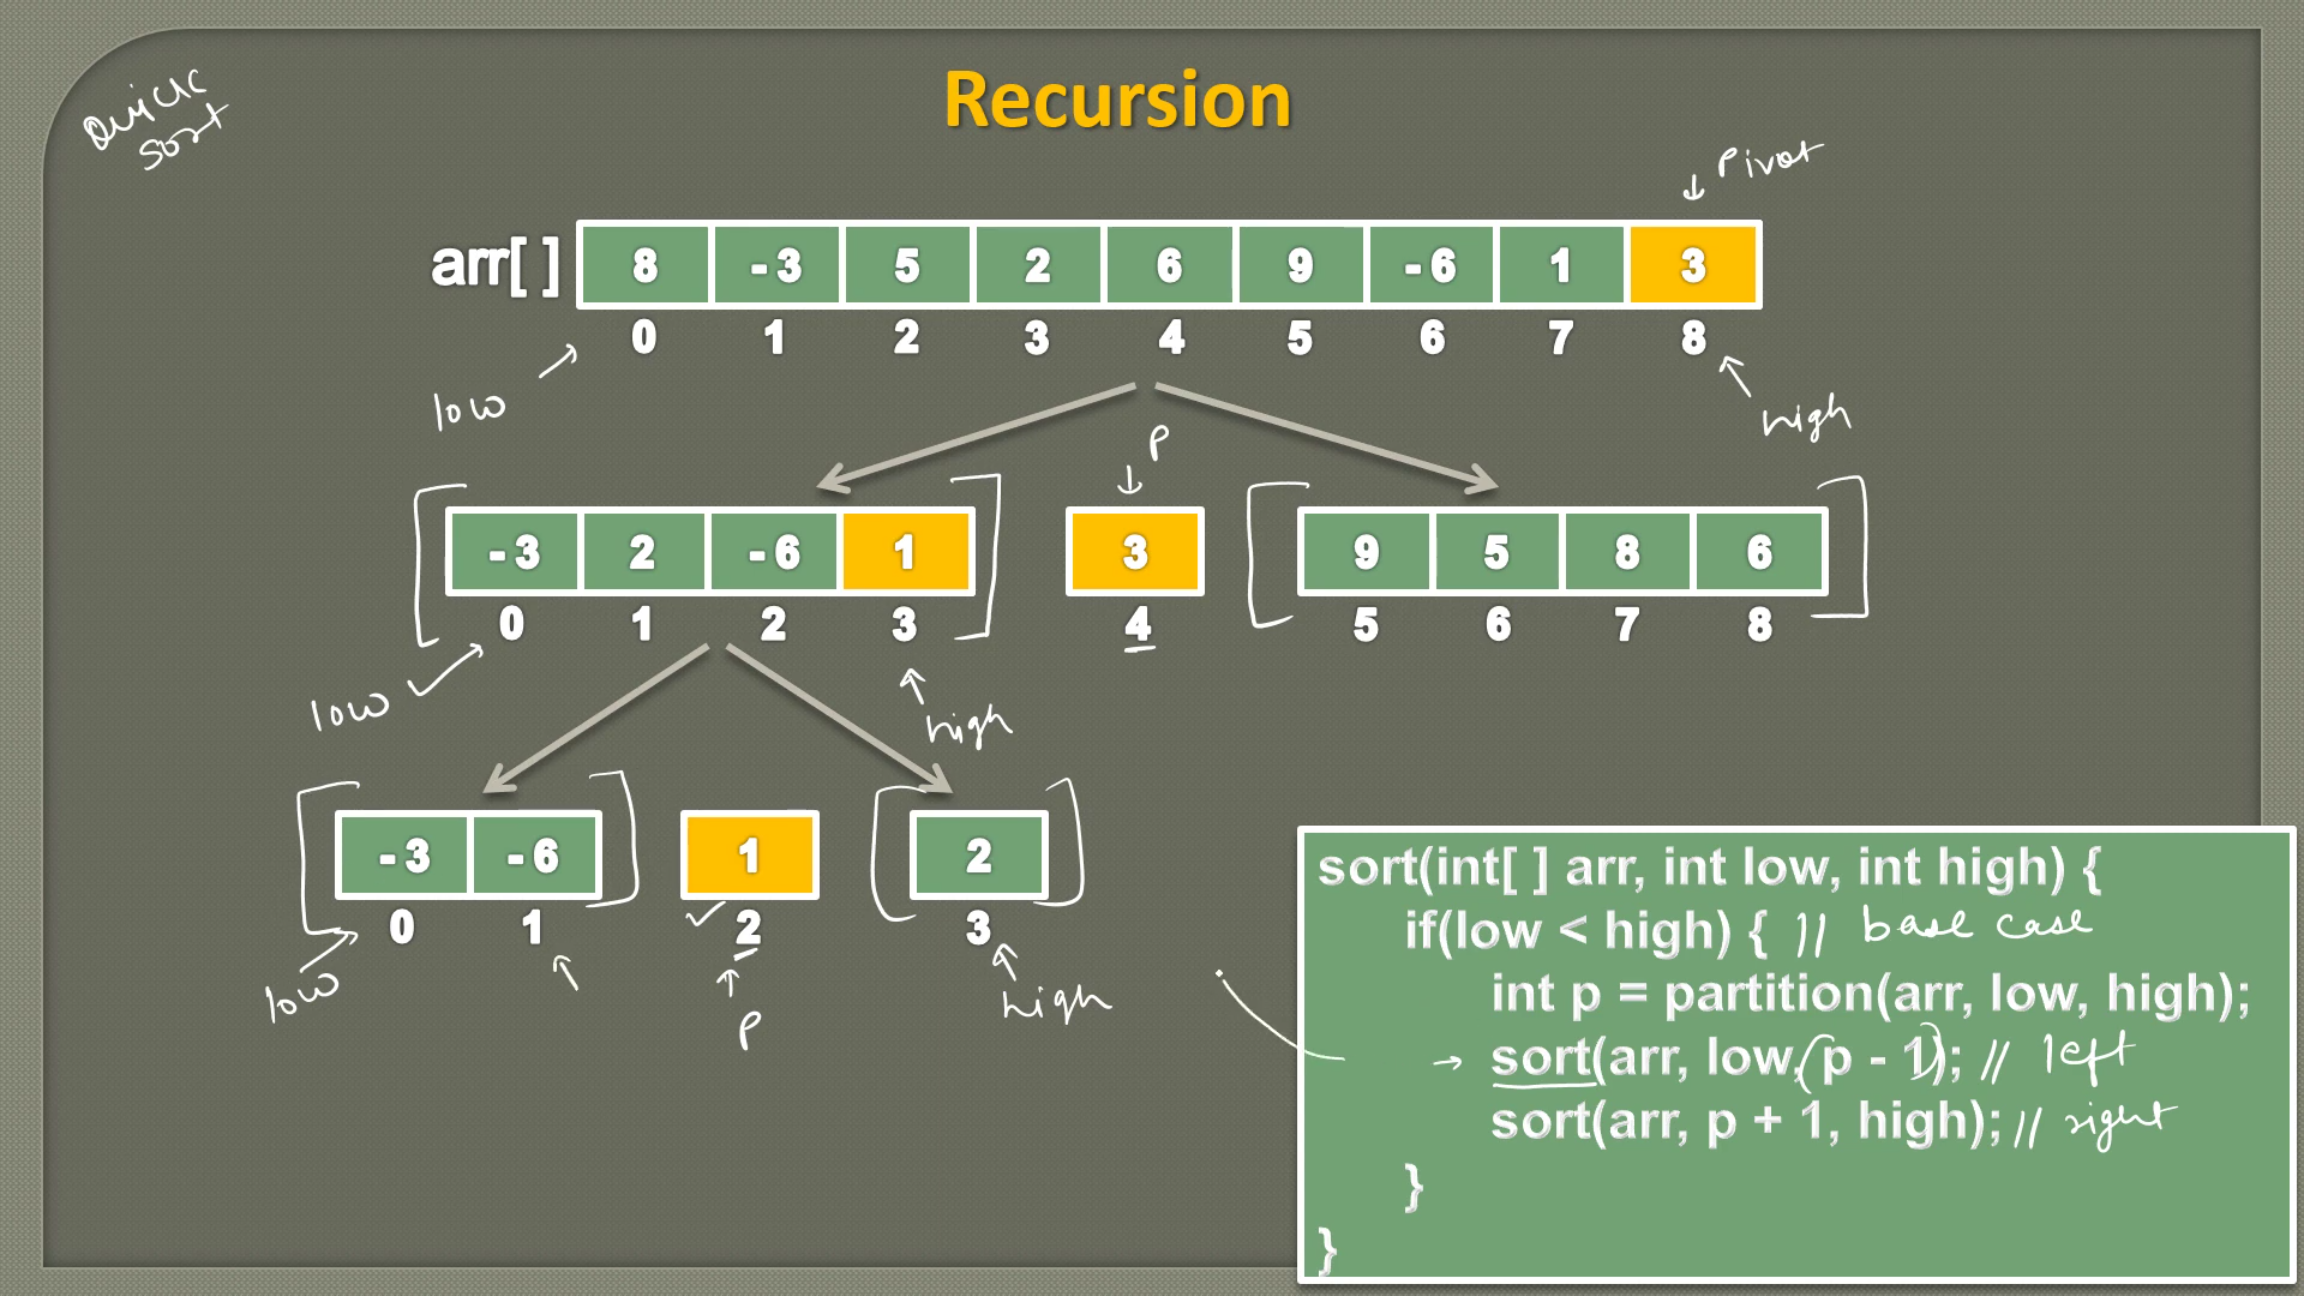 Recursion
Quick
sort
Pivot
arr[ ] 8 -3 5 2 6 9 -6 1 3
0 1 2 3 4 5 6 7 8
low
high
P
-3 2 -6 1 3 9 5 8 6
0 1 2 3 4 5 6 7 8
low
high
-3 -6 1 2
0 1 2 3
low
P
high
sort(int[ ] arr, int low, int high) {
if(low < high) { // base case
int p = partition(arr, low, high);
→ sort(arr, low, (p - 1)); // left
sort(arr, p + 1, high); // right
}
}